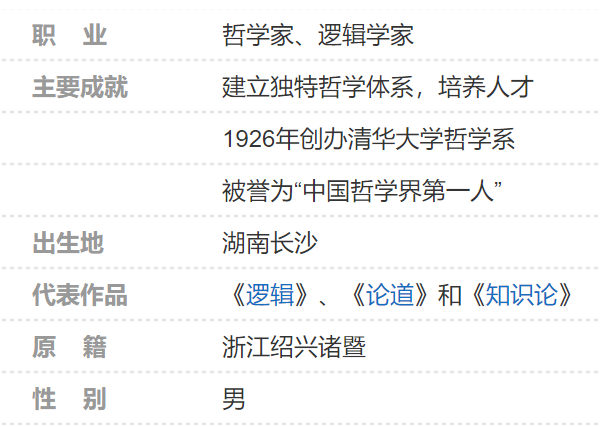 职 业 哲学家、逻辑学家
主要成就 建立独特哲学体系，培养人才
1926年创办清华大学哲学系
被誉为“中国哲学界第一人”
出生地 湖南长沙
代表作品 《逻辑》、《论道》和《知识论》
原 籍 浙江绍兴诸暨
性 别 男